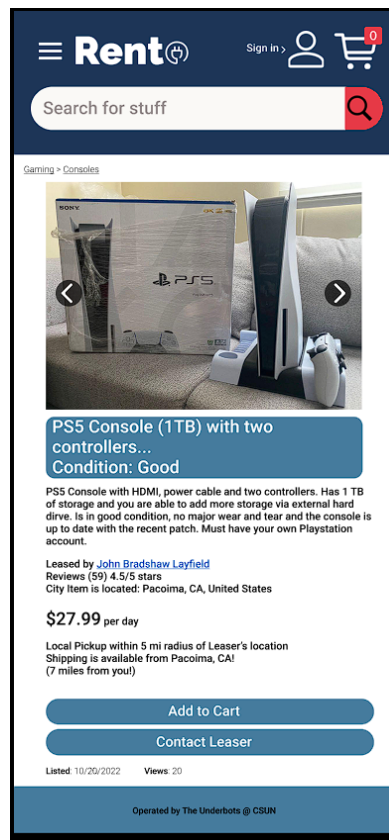 Rent
Sign in >
0
Search for stuff
Gaming > Consoles
SONY
PS5
PS5 Console (1TB) with two
controllers...
Condition: Good
PS5 Console with HDMI, power cable and two controllers. Has 1 TB
of storage and you are able to add more storage via external hard
dirve. Is in good condition, no major wear and tear and the console is
up to date with the recent patch. Must have your own Playstation
account.
Leased by John Bradshaw Layfield
Reviews (59) 4.5/5 stars
City Item is located: Pacoima, CA, United States
$27.99 per day
Local Pickup within 5 mi radius of Leaser's location
Shipping is available from Pacoima, CA!
(7 miles from you!)
Add to Cart
Contact Leaser
Listed: 10/20/2022 Views: 20
Operated by The Underbots @ CSUN